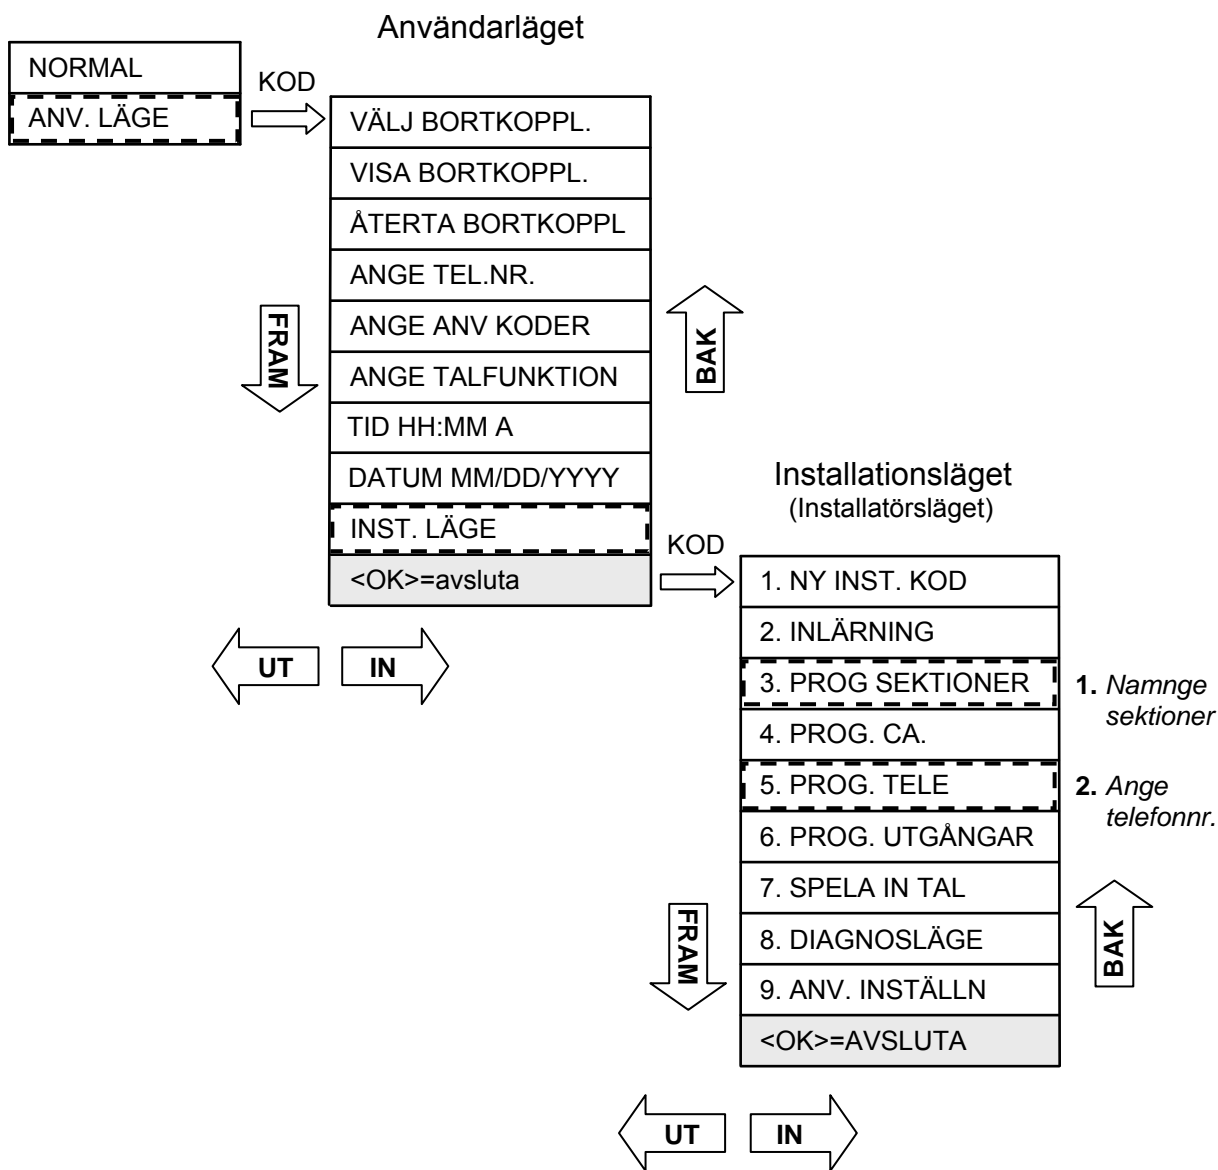 Användarläget
NORMAL
ANV. LÄGE
KOD
VÄLJ BORTKOPPL.
VISA BORTKOPPL.
ÅTERTA BORTKOPPL
ANGE TEL.NR.
ANGE ANV KODER
ANGE TALFUNKTION
TID HH:MM A
DATUM MM/DD/YYYY
INST. LÄGE
<OK>=avsluta
FRAM
BAK
UT
IN
Installationsläget
(Installatörsläget)
KOD
1. NY INST. KOD
2. INLÄRNING
3. PROG SEKTIONER
4. PROG. CA.
5. PROG. TELE
6. PROG. UTGÅNGAR
7. SPELA IN TAL
8. DIAGNOSLÄGE
9. ANV. INSTÄLLN
<OK>=AVSLUTA
1. Namnge
sektioner
2. Ange
telefonnr.
FRAM
BAK
UT
IN